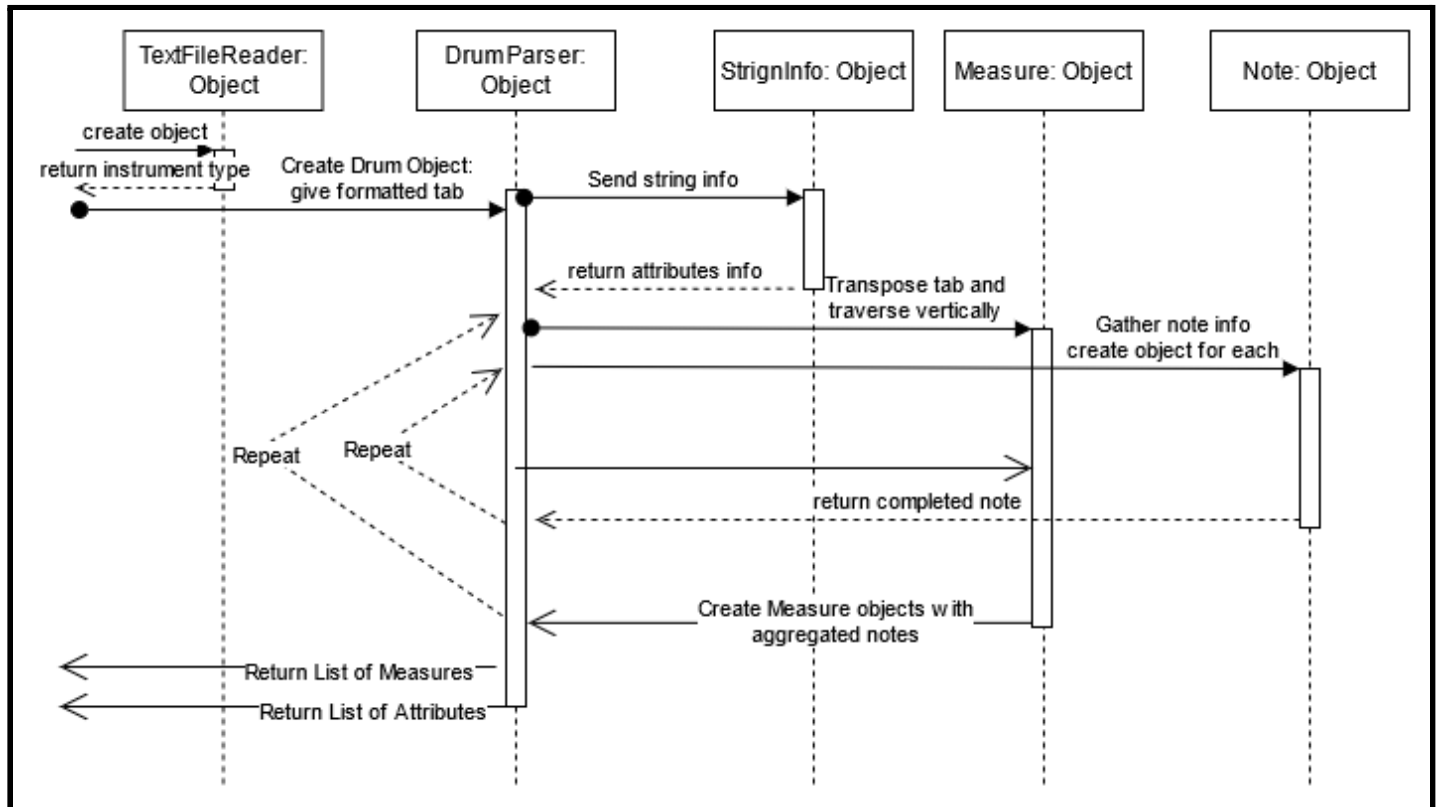 TextFileReader:
Object
DrumParser:
Object
StrignInfo: Object
Measure: Object
Note: Object
create object
return instrument type
Create Drum Object:
give formatted tab
Send string info
return attributes info
Transpose tab and
traverse vertically
Gather note info
create object for each
Repeat
Repeat
return completed note
Create Measure objects with
aggregated notes
Return List of Measures
Return List of Attributes